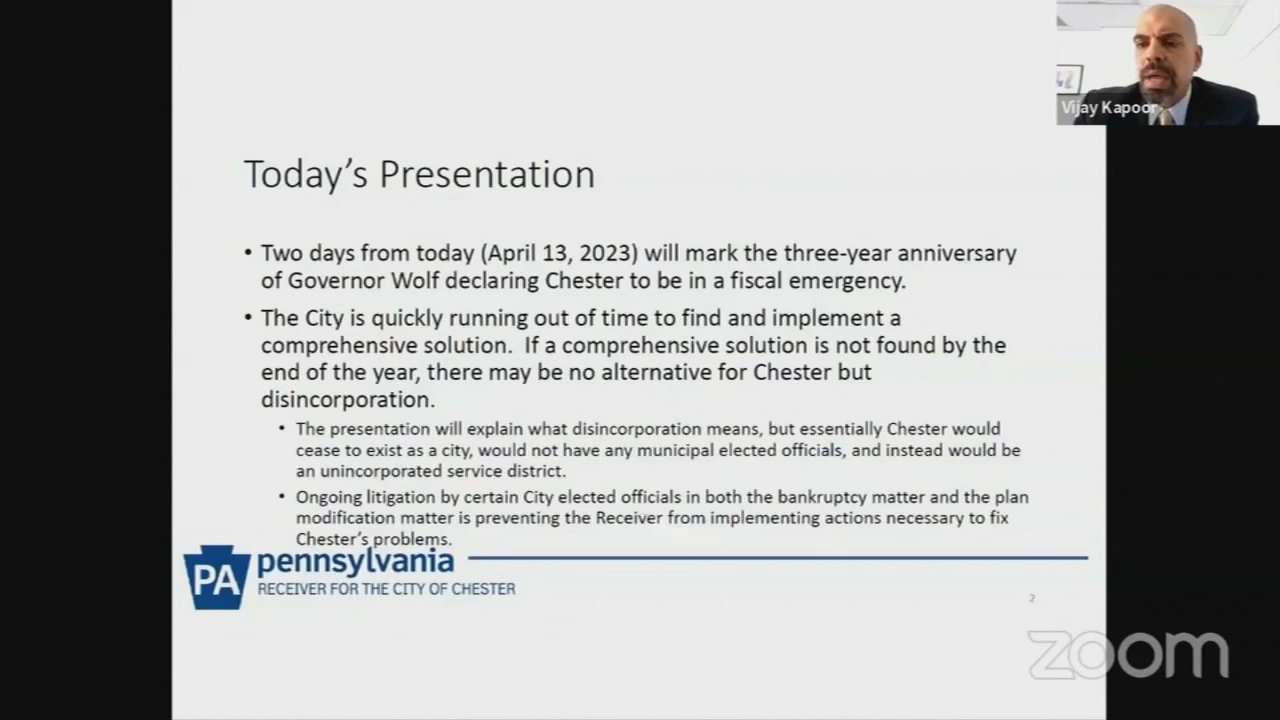 Vijay Kapoor
Today's Presentation
• Two days from today (April 13, 2023) will mark the three-year anniversary
of Governor Wolf declaring Chester to be in a fiscal emergency.
• The City is quickly running out of time to find and implement a
comprehensive solution. If a comprehensive solution is not found by the
end of the year, there may be no alternative for Chester but
disincorporation.
• The presentation will explain what disincorporation means, but essentially Chester would
cease to exist as a city, would not have any municipal elected officials, and instead would be
an unincorporated service district.
• Ongoing litigation by certain City elected officials in both the bankruptcy matter and the plan
modification matter is preventing the Receiver from implementing actions necessary to fix
Chester's problems.
PA
pennsylvania
RECEIVER FOR THE CITY OF CHESTER
2
zoom